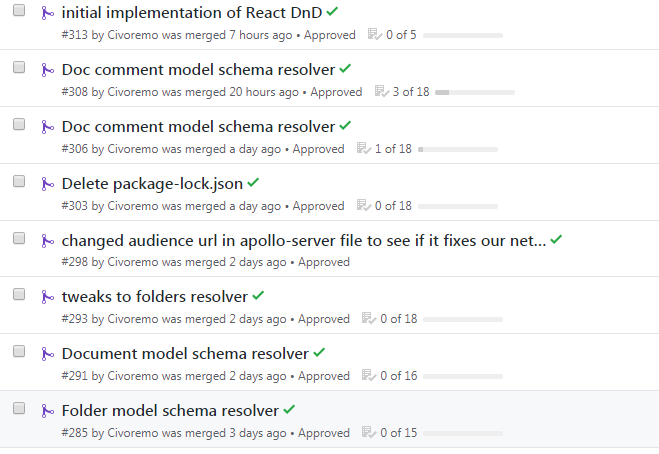 initial implementation of React DnD
#313 by Civoremo was merged 7 hours ago • Approved 0 of 5
Doc comment model schema resolver
#308 by Civoremo was merged 20 hours ago • Approved 3 of 18
Doc comment model schema resolver
#306 by Civoremo was merged a day ago • Approved 1 of 18
Delete package-lock.json
#303 by Civoremo was merged a day ago • Approved 0 of 18
changed audience url in apollo-server file to see if it fixes our net...
#298 by Civoremo was merged 2 days ago • Approved
tweaks to folders resolver
#293 by Civoremo was merged 2 days ago • Approved 0 of 18
Document model schema resolver
#291 by Civoremo was merged 2 days ago • Approved 0 of 16
Folder model schema resolver
#285 by Civoremo was merged 3 days ago • Approved 0 of 15